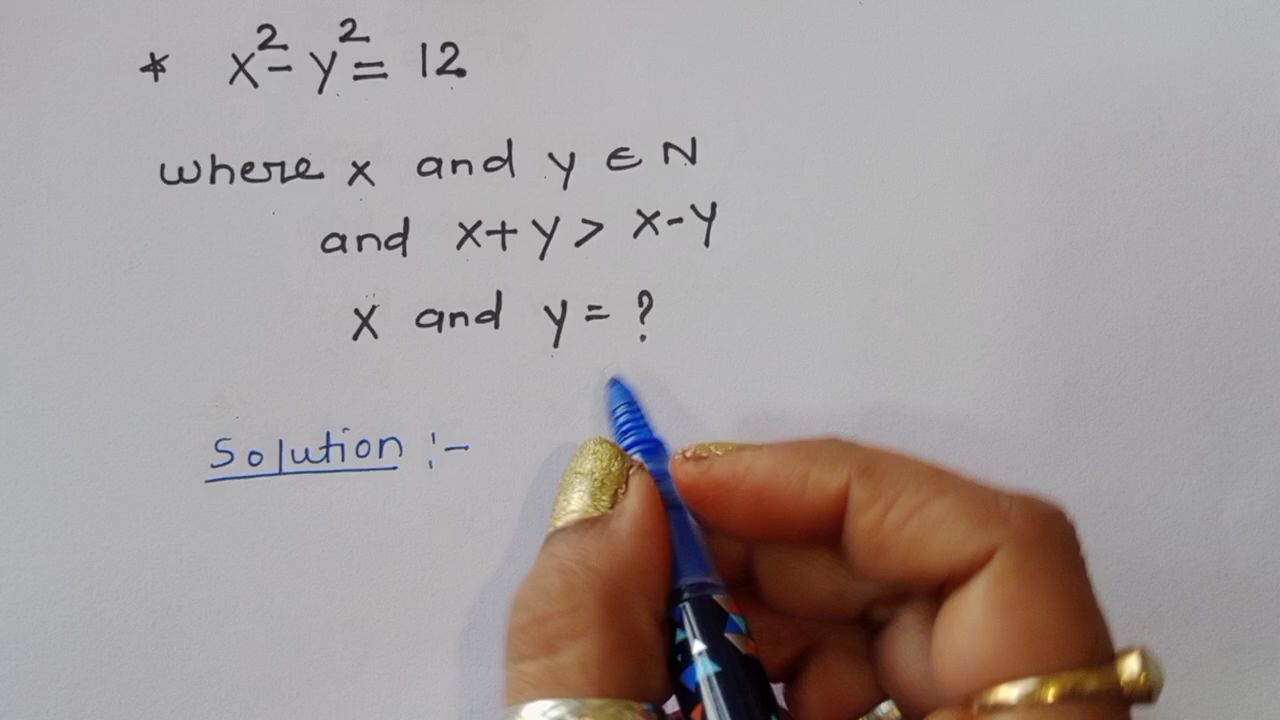 * x² - y² = 12
where x and y ∈ N
and x+y > x-y
x and y = ?
Solution :-